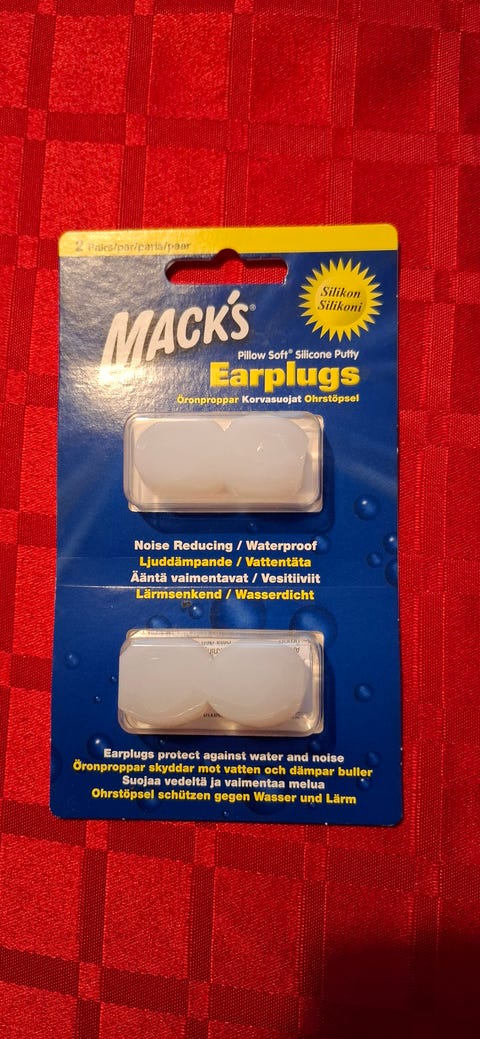 2 Pairs/par/paria/paar
Silikon
Silikoni
MACK'S®
Pillow Soft® Silicone Putty
Earplugs
Öronproppar Korvasuojat Ohrstöpsel
Noise Reducing / Waterproof
Ljuddämpande / Vattentäta
Ääntä vaimentavat / Vesitiiviit
Lärmsenkend / Wasserdicht
Earplugs protect against water and noise
Öronproppar skyddar mot vatten och dämpar buller
Suojaa vedeltä ja vaimentaa melua
Ohrstöpsel schützen gegen Wasser und Lärm